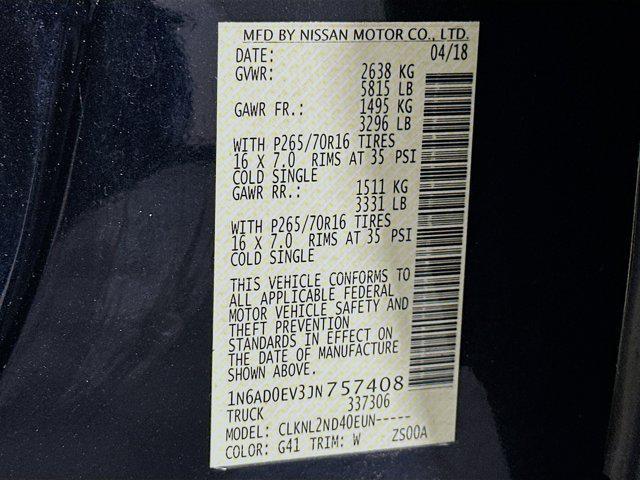 MFD BY NISSAN MOTOR CO., LTD.
DATE: 04/18
GVWR: 2638 KG
5815 LB
GAWR FR.: 1495 KG
3296 LB
WITH P265/70R16 TIRES
16 X 7.0 RIMS AT 35 PSI
COLD SINGLE
GAWR RR.: 1511 KG
3331 LB
WITH P265/70R16 TIRES
16 X 7.0 RIMS AT 35 PSI
COLD SINGLE
THIS VEHICLE CONFORMS TO
ALL APPLICABLE FEDERAL
MOTOR VEHICLE SAFETY AND
THEFT PREVENTION
STANDARDS IN EFFECT ON
THE DATE OF MANUFACTURE
SHOWN ABOVE.
1N6AD0EV3JN757408
TRUCK 337306
MODEL: CLKNL2ND40EUN-----
COLOR: G41 TRIM: W ZS00A